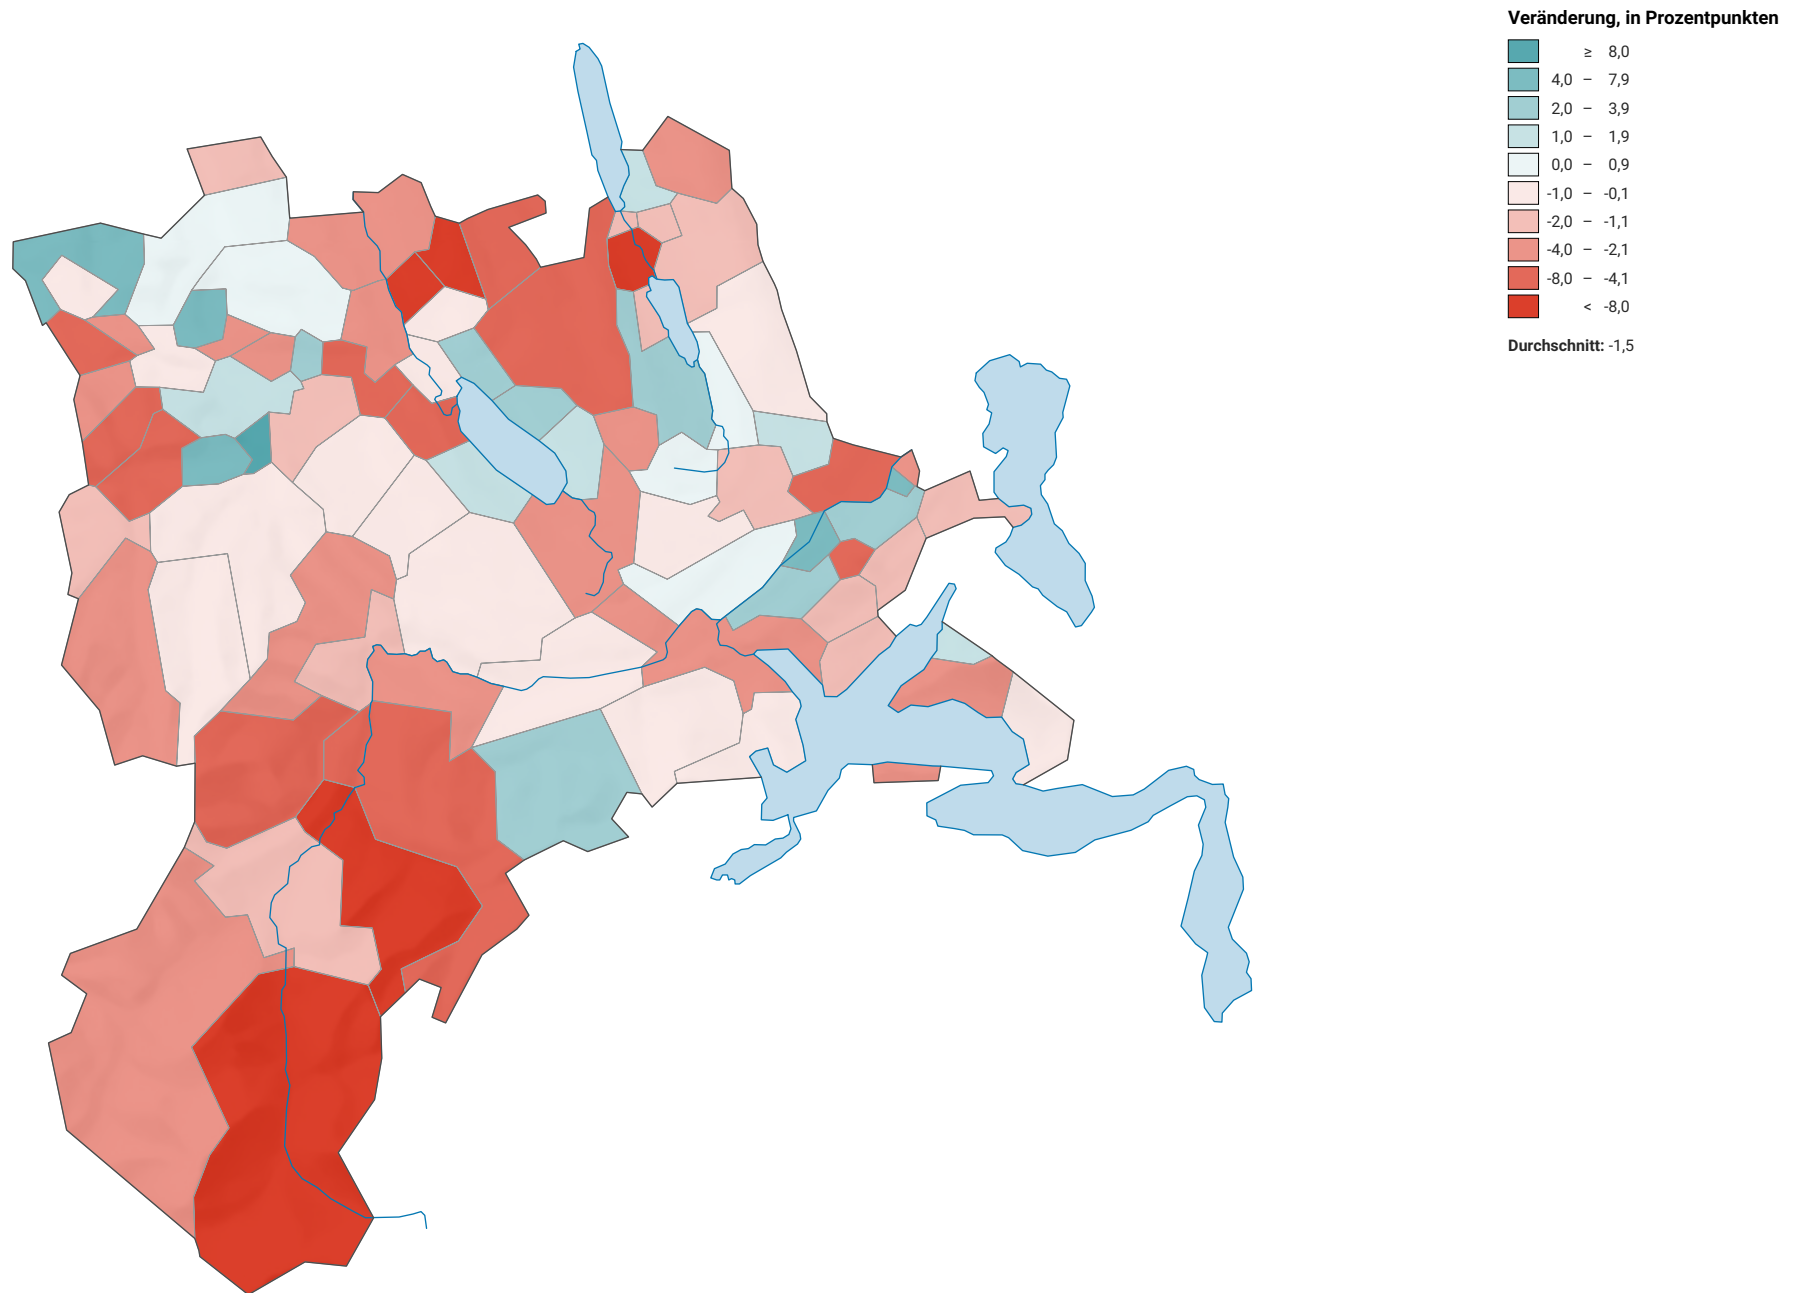 Veränderung, in Prozentpunkten
≥ 8,0
4,0 – 7,9
2,0 – 3,9
1,0 – 1,9
0,0 – 0,9
-1,0 – -0,1
-2,0 – -1,1
-4,0 – -2,1
-8,0 – -4,1
< -8,0
Durchschnitt: -1,5